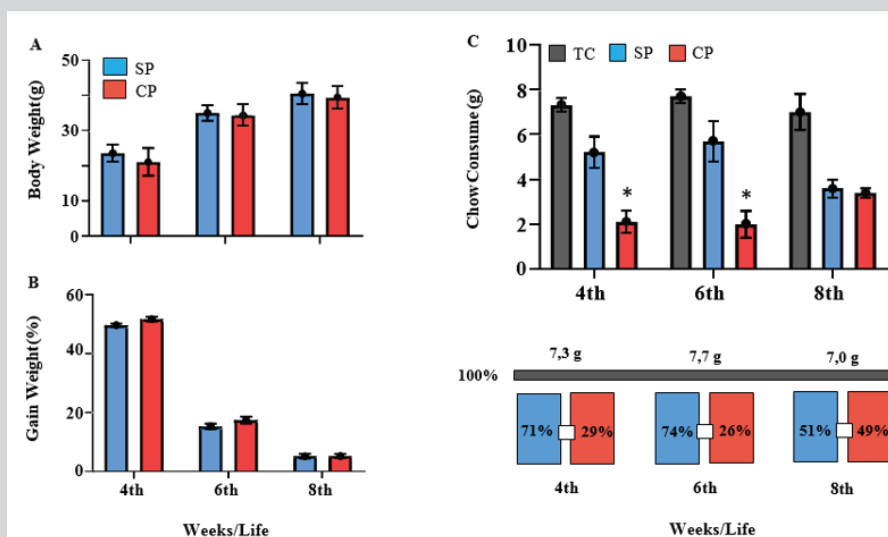 A
SP
CP
50
30
10
0
Body Weight(g)
B
60
40
20
0
Gain Weight(%)
4th 6th 8th
Weeks/Life
C
TC SP CP
10
8
6
4
2
0
Chow Consume(g)
* *
4th 6th 8th
7,3 g 7,7 g 7,0 g
100%
71% 29% 74% 26% 51% 49%
4th 6th 8th
Weeks/Life